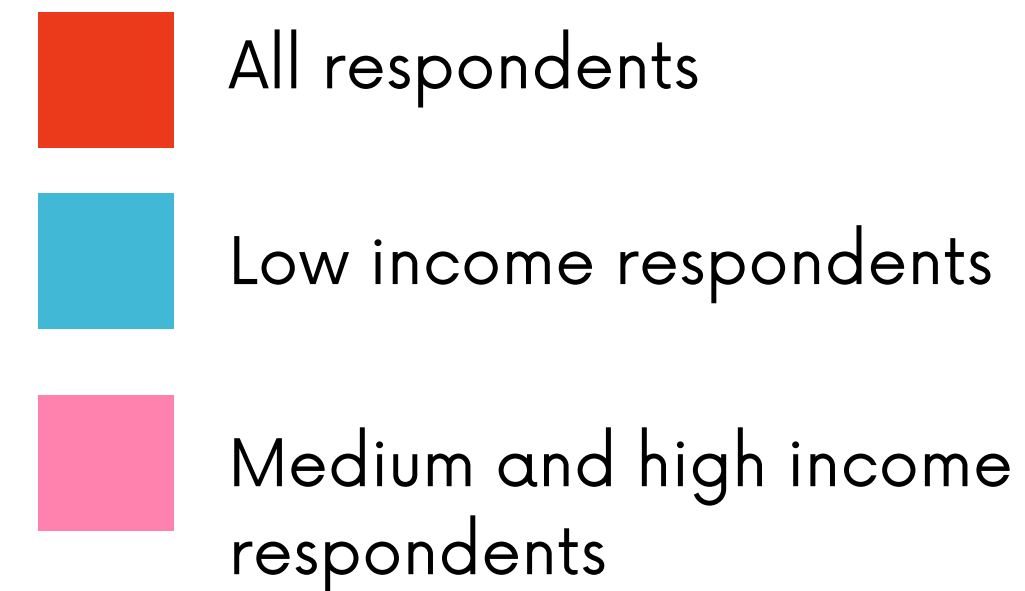 All respondents
Low income respondents
Medium and high income
respondents